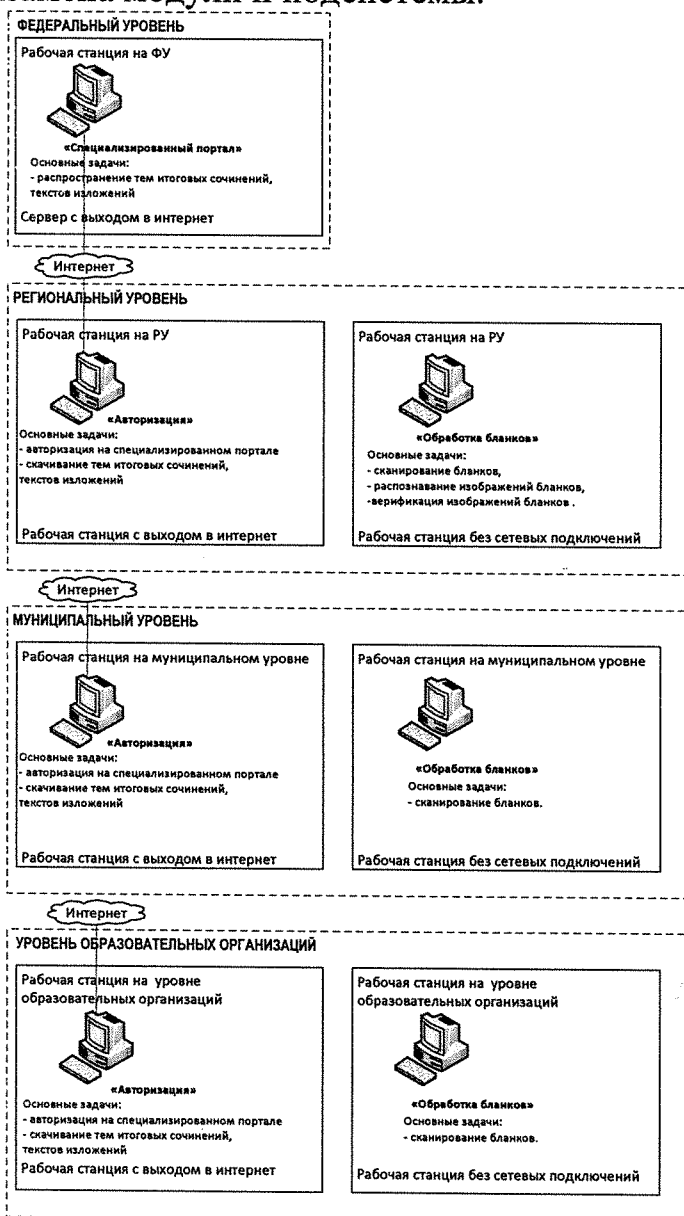 модули и подсистемы.
ФЕДЕРАЛЬНЫЙ УРОВЕНЬ
Рабочая станция на ФУ
«Специализированный портал»
Основные задачи:
- распространение тем итоговых сочинений,
текстов изложений
Сервер с выходом в интернет
Интернет
РЕГИОНАЛЬНЫЙ УРОВЕНЬ
Рабочая станция на РУ
«Авторизация»
Основные задачи:
- авторизация на специализированном портале
- скачивание тем итоговых сочинений,
текстов изложений
Рабочая станция с выходом в интернет
Рабочая станция на РУ
«Обработка бланков»
Основные задачи:
- сканирование бланков,
- распознавание изображений бланков,
-верификация изображений бланков .
Рабочая станция без сетевых подключений
Интернет
МУНИЦИПАЛЬНЫЙ УРОВЕНЬ
Рабочая станция на муниципальном уровне
«Авторизация»
Основные задачи:
- авторизация на специализированном портале
- скачивание тем итоговых сочинений,
текстов изложений
Рабочая станция с выходом в интернет
Рабочая станция на муниципальном уровне
«Обработка бланков»
Основные задачи:
- сканирование бланков.
Рабочая станция без сетевых подключений
Интернет
УРОВЕНЬ ОБРАЗОВАТЕЛЬНЫХ ОРГАНИЗАЦИЙ
Рабочая станция на уровне
образовательных организаций
«Авторизация»
Основные задачи:
- авторизация на специализированном портале
- скачивание тем итоговых сочинений,
текстов изложений
Рабочая станция с выходом в интернет
Рабочая станция на уровне
образовательных организаций
«Обработка бланков»
Основные задачи:
- сканирование бланков.
Рабочая станция без сетевых подключений